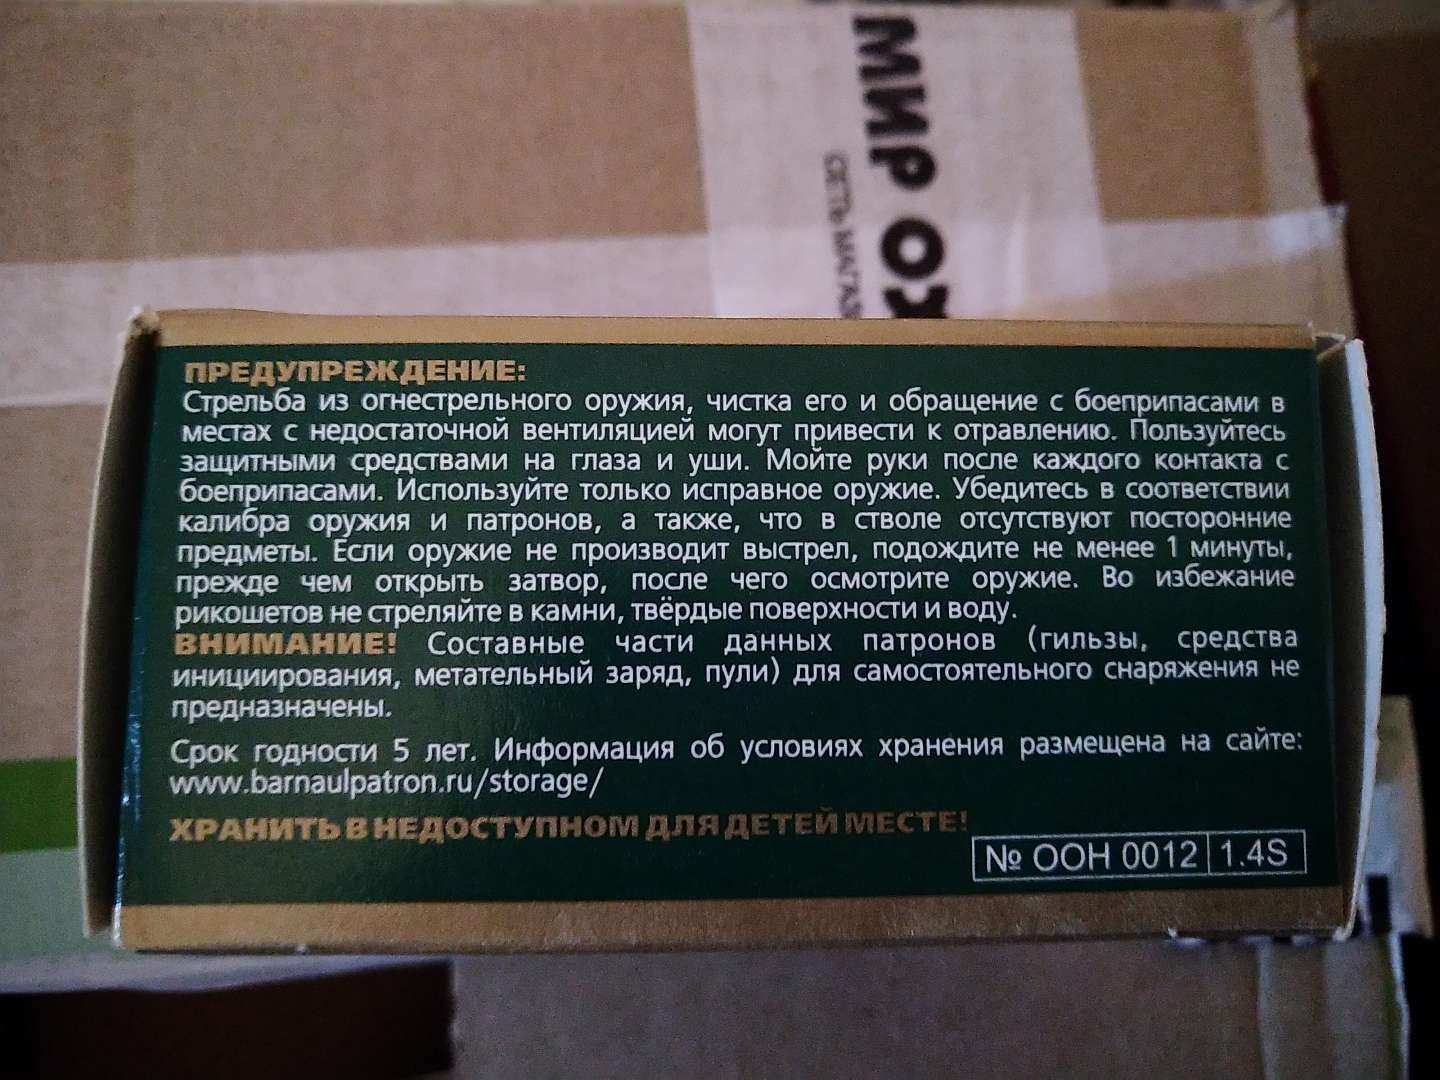 МИР ОХ
СЕТЬ МАГАЗ
ПРЕДУПРЕЖДЕНИЕ:
Стрельба из огнестрельного оружия, чистка его и обращение с боеприпасами в
местах с недостаточной вентиляцией могут привести к отравлению. Пользуйтесь
защитными средствами на глаза и уши. Мойте руки после каждого контакта с
боеприпасами. Используйте только исправное оружие. Убедитесь в соответствии
калибра оружия и патронов, а также, что в стволе отсутствуют посторонние
предметы. Если оружие не производит выстрел, подождите не менее 1 минуты,
прежде чем открыть затвор, после чего осмотрите оружие. Во избежание
рикошетов не стреляйте в камни, твёрдые поверхности и воду.
ВНИМАНИЕ! Составные части данных патронов (гильзы, средства
инициирования, метательный заряд, пули) для самостоятельного снаряжения не
предназначены.
Срок годности 5 лет. Информация об условиях хранения размещена на сайте:
www.barnaulpatron.ru/storage/
ХРАНИТЬ В НЕДОСТУПНОМ ДЛЯ ДЕТЕЙ МЕСТЕ!
№ ООН 0012 1.4S